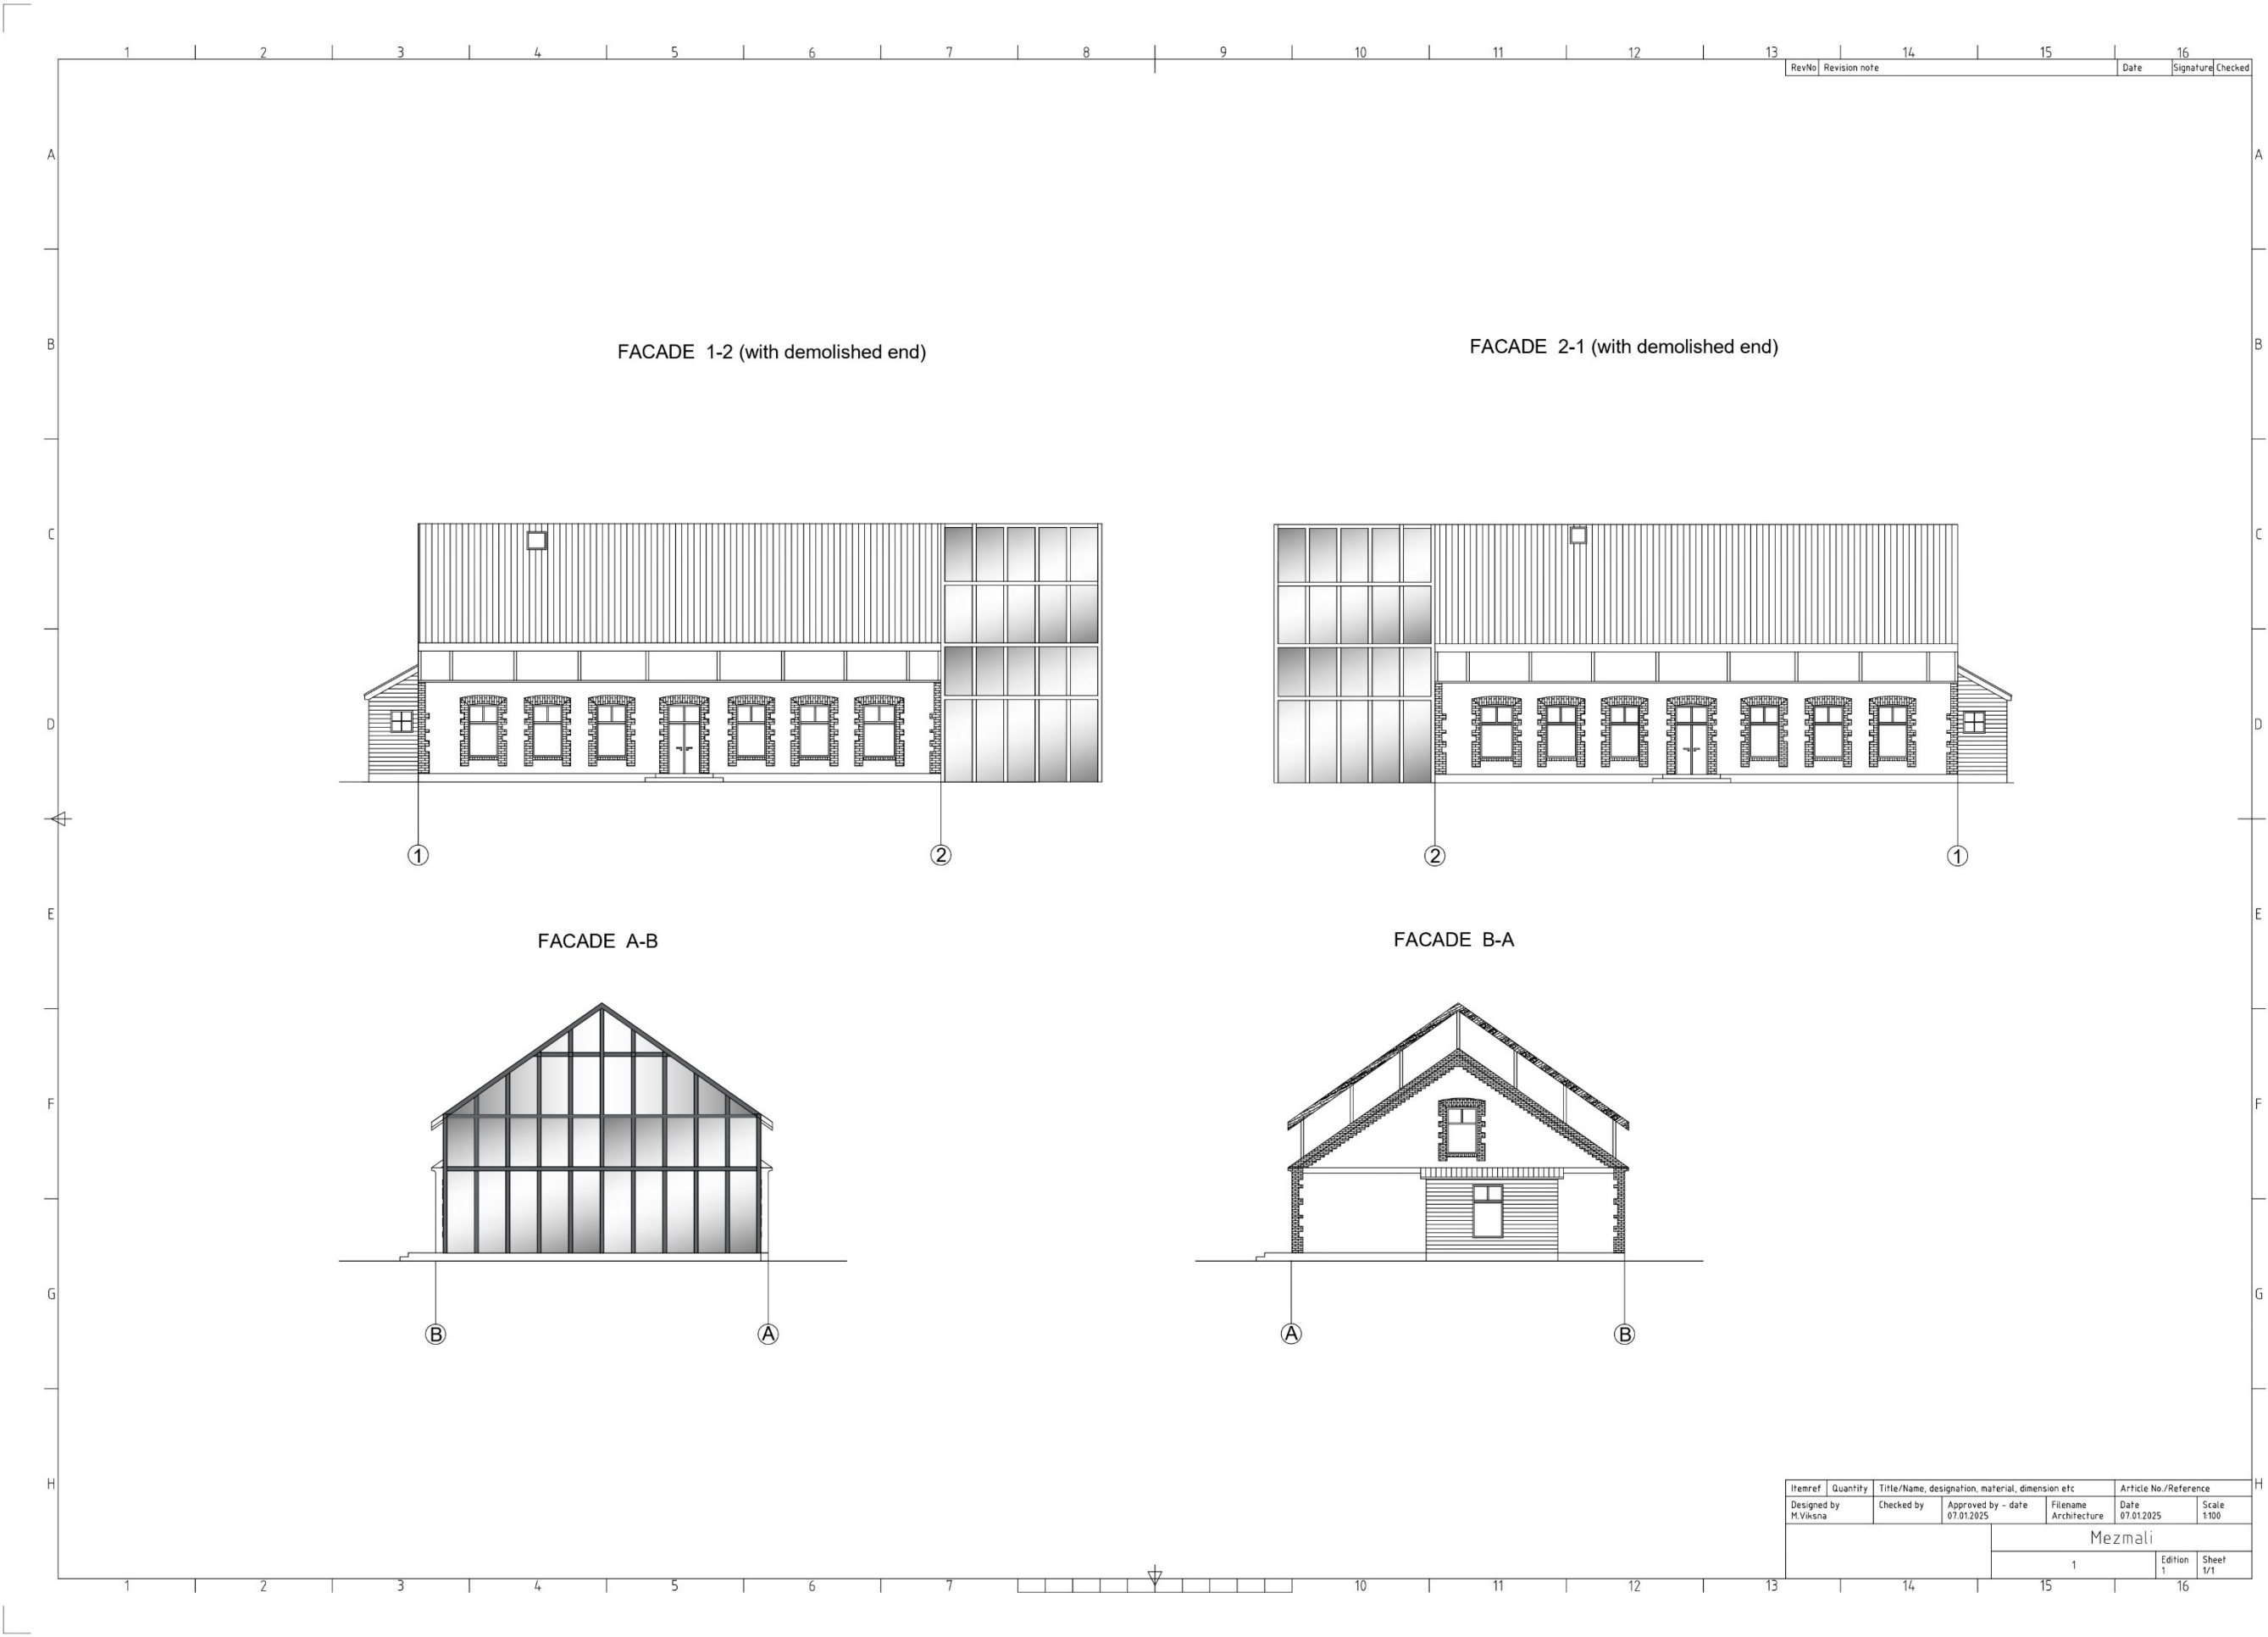 1 2 3 4 5 6 7 8 9 10 11 12 13 14 15 16
RevNo Revision note Date Signature Checked
A A
B B
FACADE 1-2 (with demolished end) FACADE 2-1 (with demolished end)
C C
D D
1 2 2 1
E E
FACADE A-B FACADE B-A
F F
G G
B A A B
H H
Itemref Quantity Title/Name, designation, material, dimension etc Article No./Reference
Designed by Checked by Approved by - date Filename Date Scale
M.Viksna 07.01.2025 Architecture 07.01.2025 1:100
Mezmali
1 Edition Sheet
1 1/1
1 2 3 4 5 6 7 10 11 12 13 14 15 16